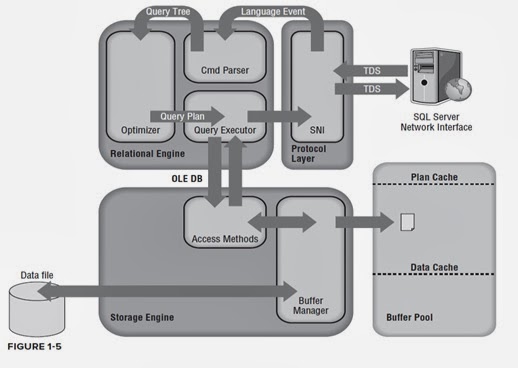 Query Tree
Language Event
Cmd Parser
TDS
TDS
SQL Server
Network Interface
Query Plan
Optimizer
Query Executor
SNI
Relational Engine
Protocol
Layer
OLE DB
Plan Cache
Access Methods
Data Cache
Data file
Buffer
Manager
Storage Engine
Buffer Pool
FIGURE 1-5